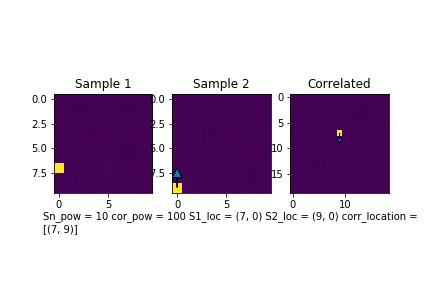 Sample 1 Sample 2 Correlated
0.0 0.0 0
2.5 2.5 5
5.0 5.0 10
7.5 7.5 15
0 5 0 5 0 10
Sn_pow = 10 cor_pow = 100 S1_loc = (7, 0) S2_loc = (9, 0) corr_location =
[(7, 9)]